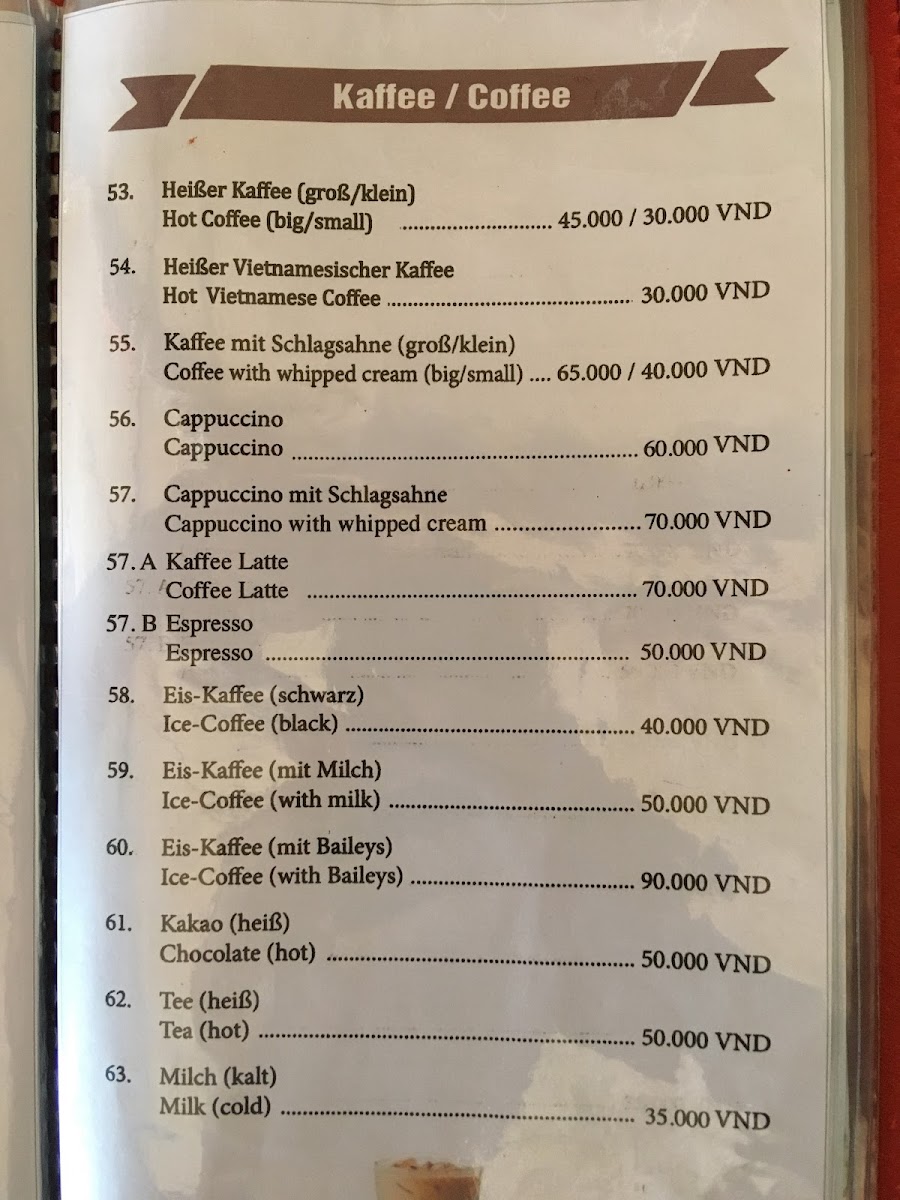 Kaffee / Coffee
53. Heißer Kaffee (groß/klein)
Hot Coffee (big/small) ........................... 45.000 / 30.000 VND
54. Heißer Vietnamesischer Kaffee
Hot Vietnamese Coffee ........................................... 30.000 VND
55. Kaffee mit Schlagsahne (groß/klein)
Coffee with whipped cream (big/small) .... 65.000 / 40.000 VND
56. Cappuccino
Cappuccino ............................................................. 60.000 VND
57. Cappuccino mit Schlagsahne
Cappuccino with whipped cream .......................... 70.000 VND
57. A Kaffee Latte
Coffee Latte .......................................................... 70.000 VND
57. B Espresso
Espresso ................................................................ 50.000 VND
58. Eis-Kaffee (schwarz)
Ice-Coffee (black) ................................................... 40.000 VND
59. Eis-Kaffee (mit Milch)
Ice-Coffee (with milk) ........................................... 50.000 VND
60. Eis-Kaffee (mit Baileys)
Ice-Coffee (with Baileys) ....................................... 90.000 VND
61. Kakao (heiß)
Chocolate (hot) ...................................................... 50.000 VND
62. Tee (heiß)
Tea (hot) .................................................................. 50.000 VND
63. Milch (kalt)
Milk (cold) .............................................................. 35.000 VND